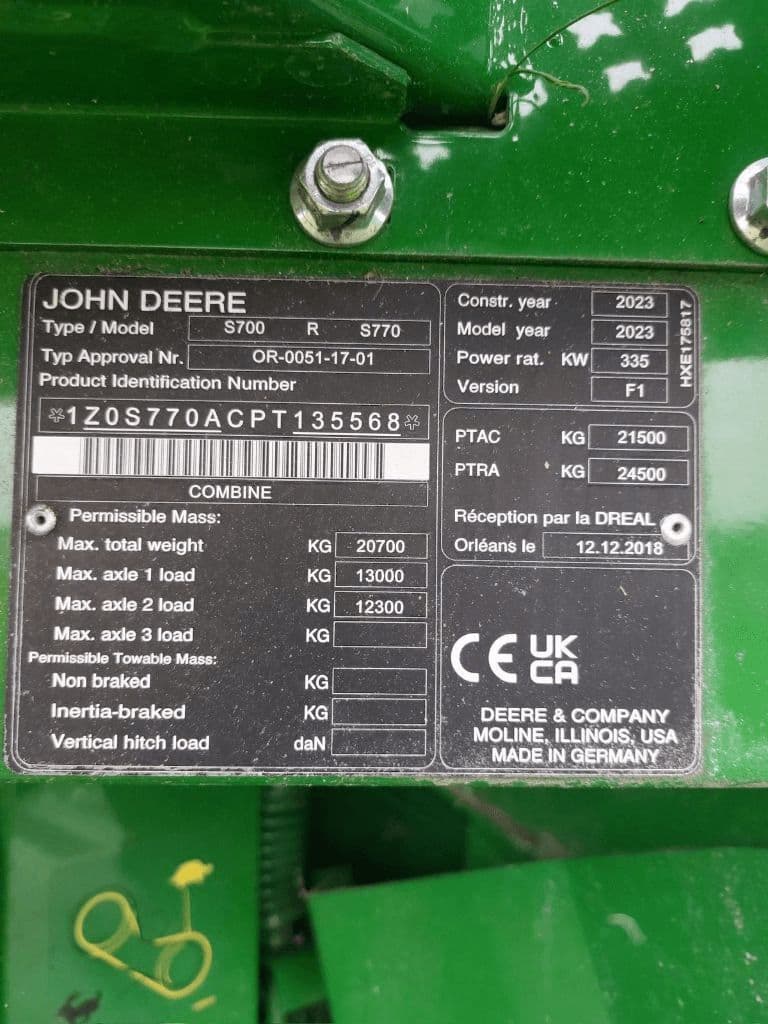 JOHN DEERE
Type / Model S700 R S770
Typ Approval Nr. OR-0051-17-01
Product Identification Number
*1Z0S770ACPT135568*
COMBINE
Permissible Mass:
Max. total weight KG 20700
Max. axle 1 load KG 13000
Max. axle 2 load KG 12300
Max. axle 3 load KG
Permissible Towable Mass:
Non braked KG
Inertia-braked KG
Vertical hitch load daN
Constr. year 2023
Model year 2023
Power rat. KW 335
Version F1
HXE175817
PTAC KG 21500
PTRA KG 24500
Réception par la DREAL
Orléans le 12.12.2018
CE UK
CA
DEERE & COMPANY
MOLINE, ILLINOIS, USA
MADE IN GERMANY